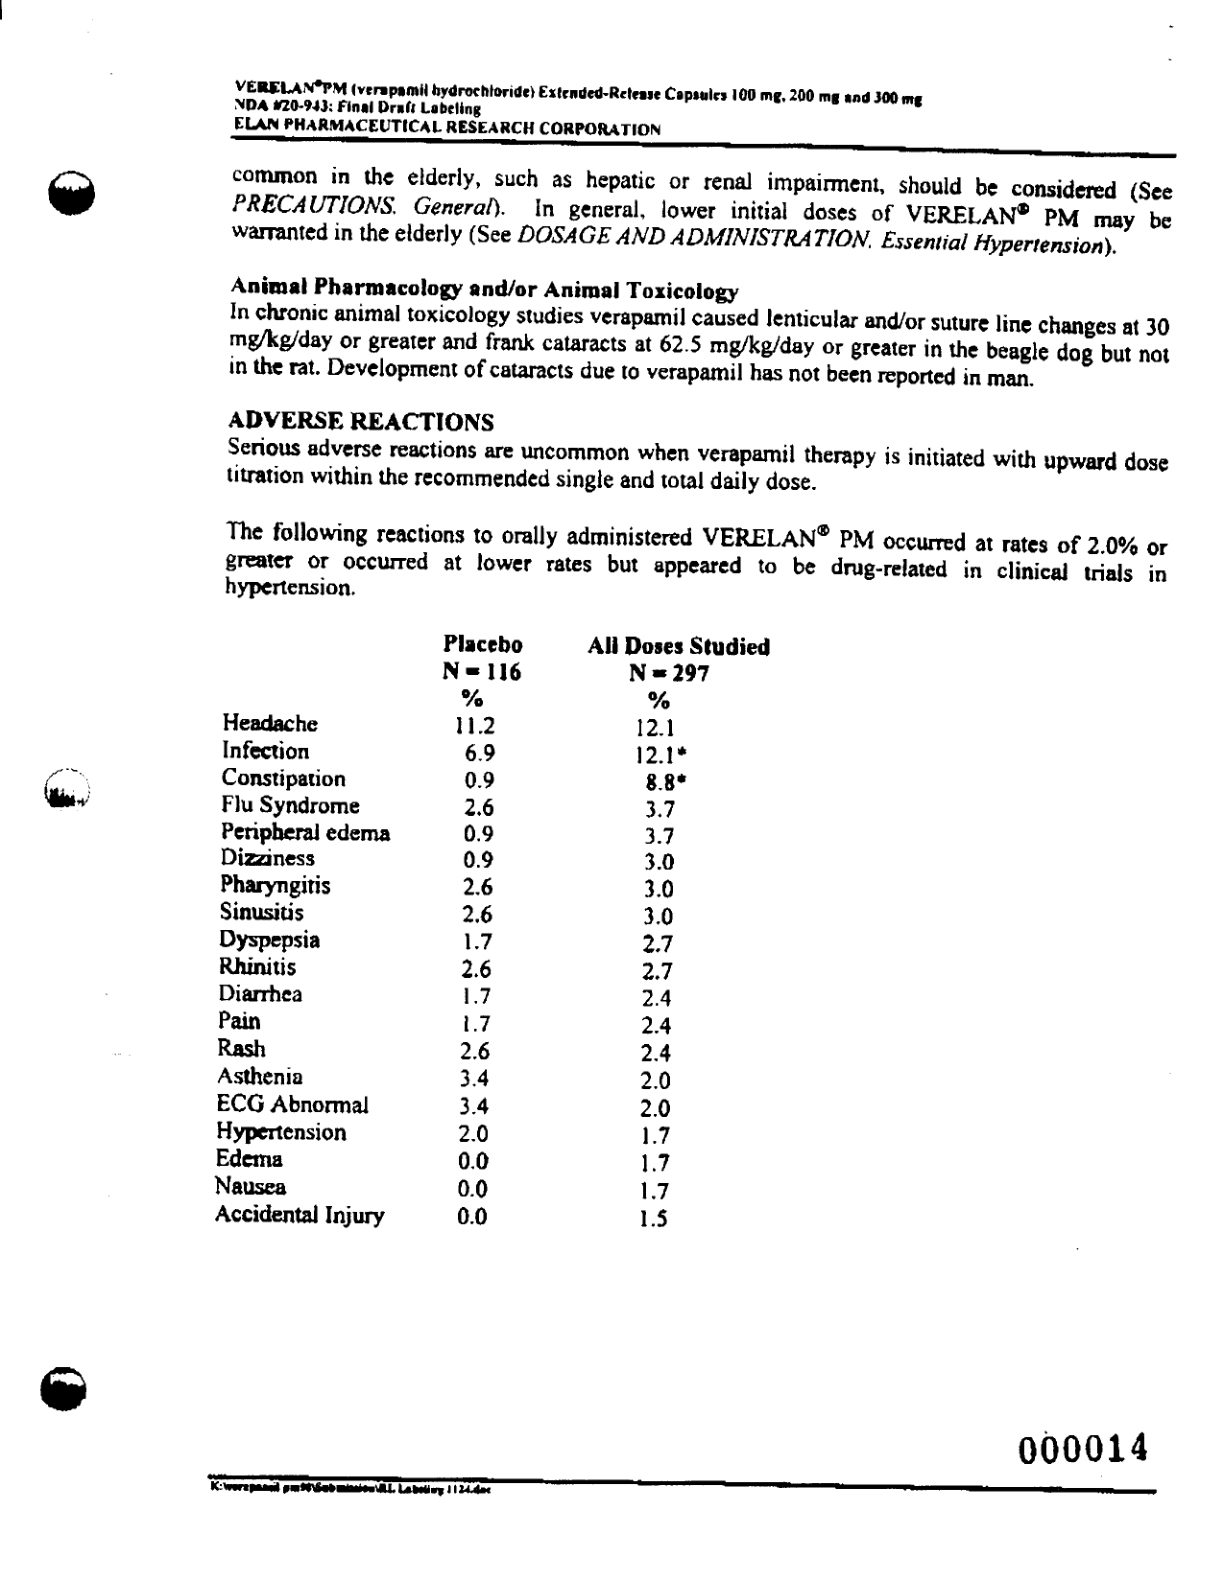 VERELAN®PM (verapamil hydrochloride) Extended-Release Capsules 100 mg, 200 mg and 300 mg
NDA #20-943: Final Draft Labeling
ELAN PHARMACEUTICAL RESEARCH CORPORATION
common in the elderly, such as hepatic or renal impairment, should be considered (See
PRECAUTIONS. General). In general, lower initial doses of VERELAN® PM may be
warranted in the elderly (See DOSAGE AND ADMINISTRATION. Essential Hypertension).
Animal Pharmacology and/or Animal Toxicology
In chronic animal toxicology studies verapamil caused lenticular and/or suture line changes at 30
mg/kg/day or greater and frank cataracts at 62.5 mg/kg/day or greater in the beagle dog but not
in the rat. Development of cataracts due to verapamil has not been reported in man.
ADVERSE REACTIONS
Serious adverse reactions are uncommon when verapamil therapy is initiated with upward dose
titration within the recommended single and total daily dose.
The following reactions to orally administered VERELAN® PM occurred at rates of 2.0% or
greater or occurred at lower rates but appeared to be drug-related in clinical trials in
hypertension.
Placebo All Doses Studied
N = 116 N = 297
% %
Headache 11.2 12.1
Infection 6.9 12.1*
Constipation 0.9 8.8*
Flu Syndrome 2.6 3.7
Peripheral edema 0.9 3.7
Dizziness 0.9 3.0
Pharyngitis 2.6 3.0
Sinusitis 2.6 3.0
Dyspepsia 1.7 2.7
Rhinitis 2.6 2.7
Diarrhea 1.7 2.4
Pain 1.7 2.4
Rash 2.6 2.4
Asthenia 3.4 2.0
ECG Abnormal 3.4 2.0
Hypertension 2.0 1.7
Edema 0.0 1.7
Nausea 0.0 1.7
Accidental Injury 0.0 1.5
000014
Labeling 1124.doc